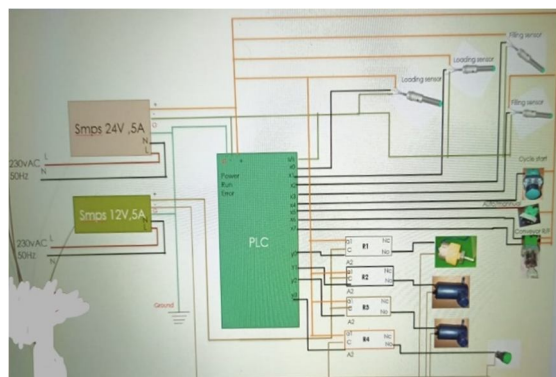 Filling sensor
Loading sensor
Loading sensor
Filling sensor
Smps 24V ,5A
+
-
G
N
L
230vAC
L
50Hz
N
Cycle start
Power
Run
Error
PLC
Smps 12V,5A
+
N
L
230vAC
L
50Hz
N
Ground
Conveyor
R1
Nc
No
C
A2
R2
Nc
No
C
A2
R3
Nc
No
C
A2
R4
Nc
No
C
A2